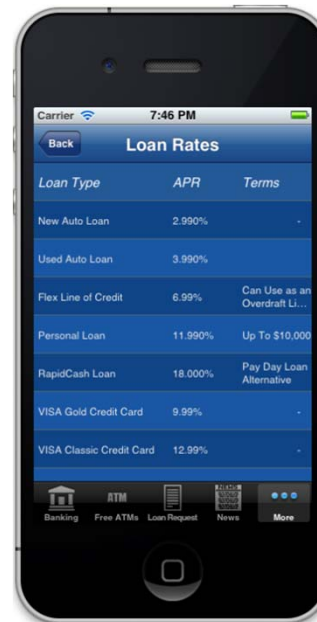 Carrier 7:46 PM
Back Loan Rates
Loan Type APR Terms
New Auto Loan 2.990% -
Used Auto Loan 3.990%
Flex Line of Credit 6.99% Can Use as an
Overdraft Li...
Personal Loan 11.990% Up To $10,000
RapidCash Loan 18.000% Pay Day Loan
Alternative
VISA Gold Credit Card 9.99% -
VISA Classic Credit Card 12.99% -
ATM
NEWS
Banking Free ATMs Loan Request News More